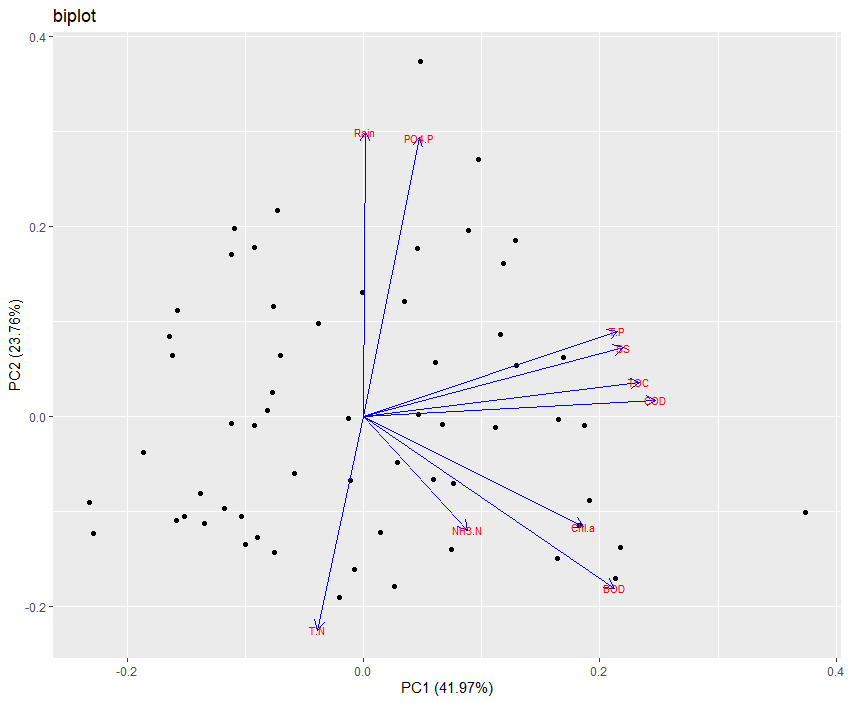 biplot
0.4
Rain
PO4.P
0.2
T.P
SS
TOC
COD
0.0
NH3.N
Chl.a
BOD
-0.2
T.N
-0.2
0.0
0.2
0.4
PC1 (41.97%)
PC2 (23.76%)